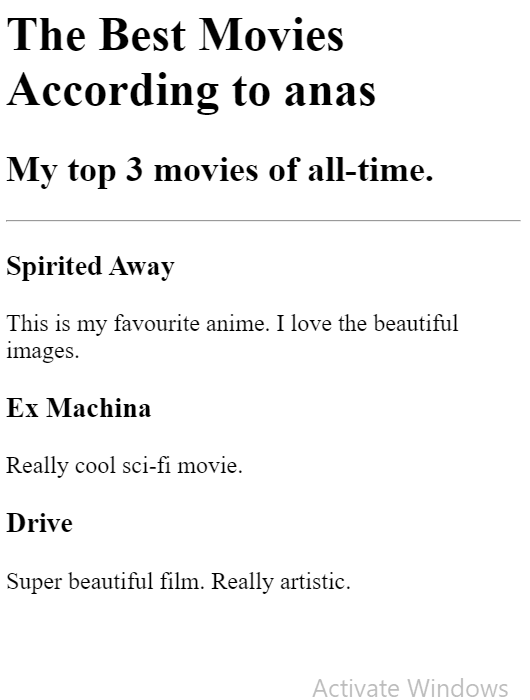 The Best Movies
According to anas
My top 3 movies of all-time.
Spirited Away
This is my favourite anime. I love the beautiful
images.
Ex Machina
Really cool sci-fi movie.
Drive
Super beautiful film. Really artistic.
Activate Windows